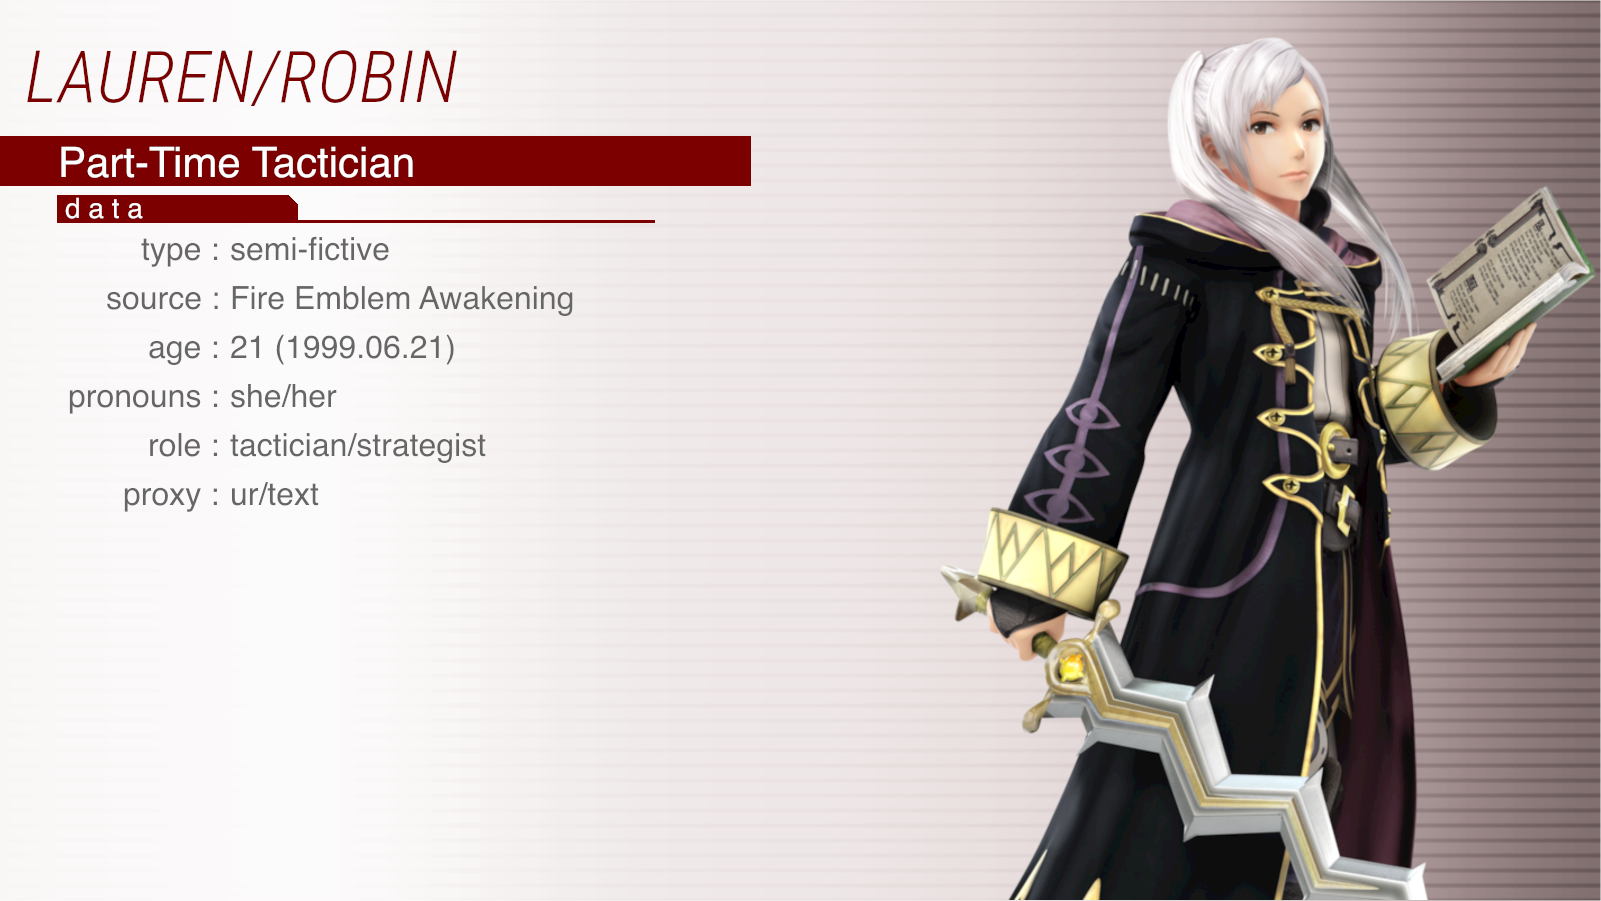 LAUREN/ROBIN
Part-Time Tactician
data
type : semi-fictive
source : Fire Emblem Awakening
age : 21 (1999.06.21)
pronouns : she/her
role : tactician/strategist
proxy : ur/text